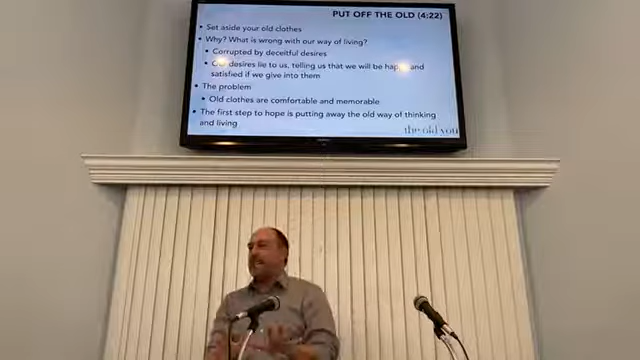 PUT OFF THE OLD (4:22)
• Set aside your old clothes
• Why? What is wrong with our way of living?
• Corrupted by deceitful desires
• Our desires lie to us, telling us that we will be happy and
satisfied if we give into them
• The problem
• Old clothes are comfortable and memorable
• The first step to hope is putting away the old way of thinking
and living
the old you